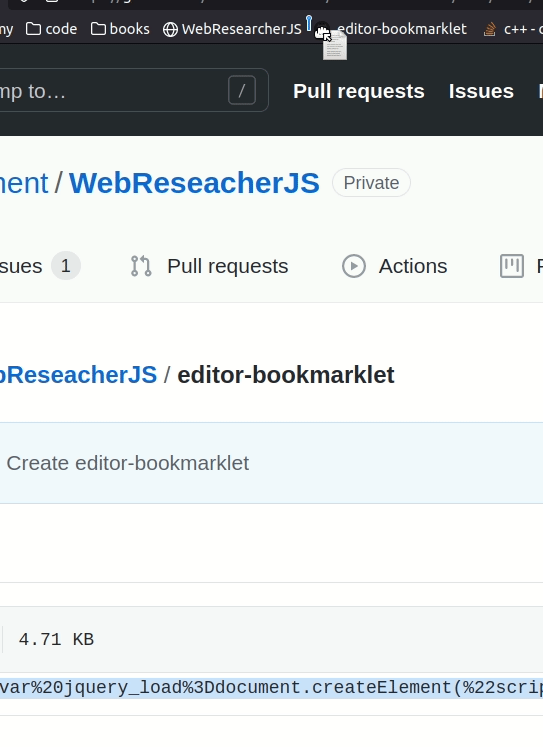 my code books WebResearcherJS editor-bookmarklet c++ - c
mp to… / Pull requests Issues
nent / WebReseacherJS Private
sues 1 Pull requests Actions
bReseacherJS / editor-bookmarklet
Create editor-bookmarklet
4.71 KB
var%20jquery_load%3Ddocument.createElement(%22scrip